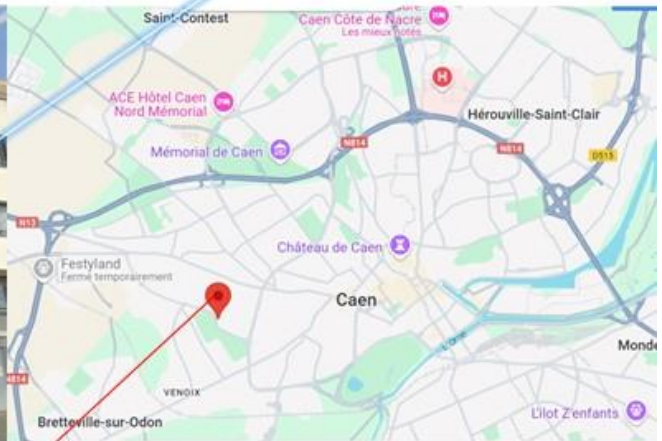 Saint-Contest
Caen Côte de Nacre
Les mieux notés
ACE Hôtel Caen
Nord Mémorial
H
Hérouville-Saint-Clair
Mémorial de Caen
N814
N814
D515
N13
Château de Caen
Festyland
Fermé temporairement
Caen
L'Orne
Monde
N814
VENOIX
L'ilot Z'enfants
Bretteville-sur-Odon